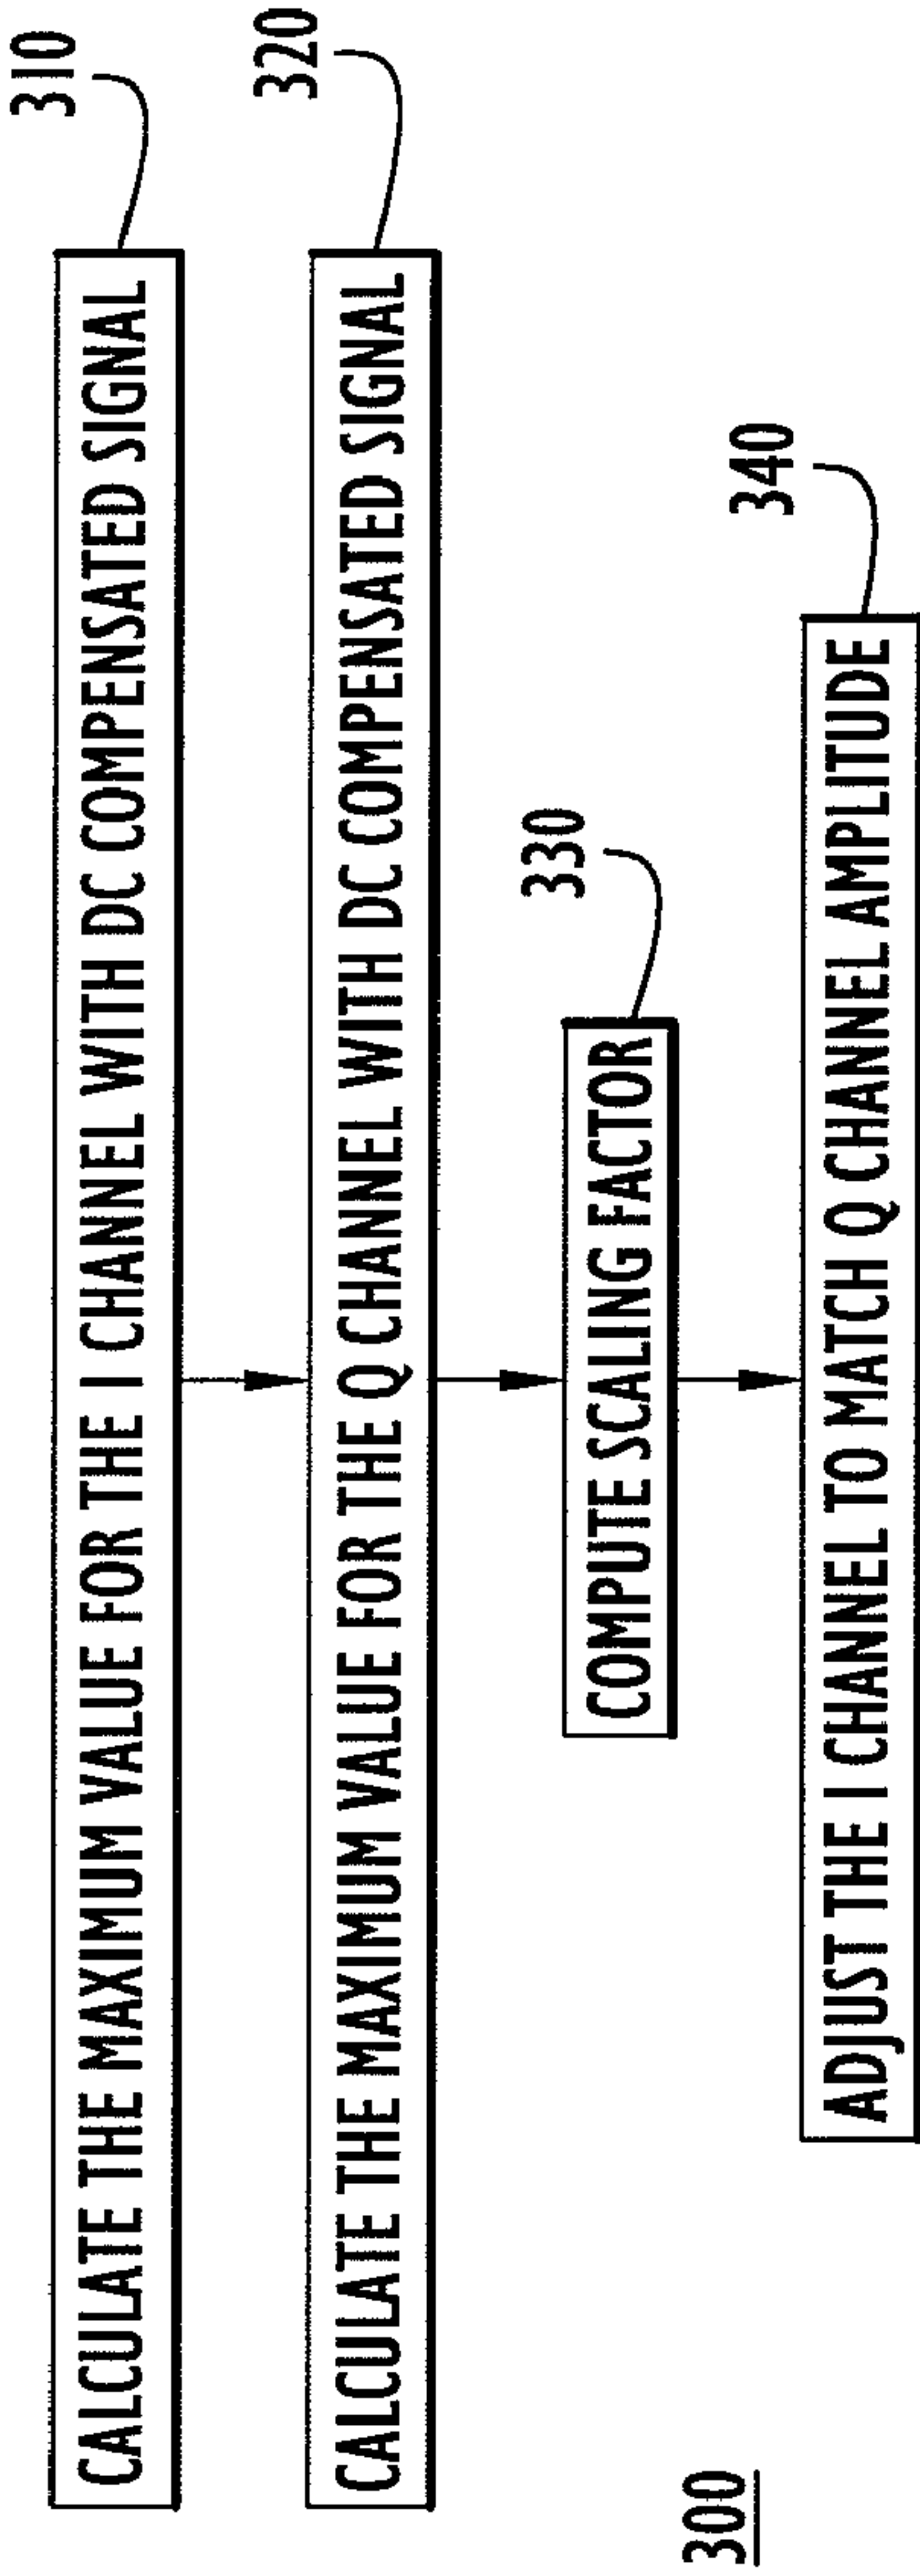 310
CALCULATE THE MAXIMUM VALUE FOR THE I CHANNEL WITH DC COMPENSATED SIGNAL
320
CALCULATE THE MAXIMUM VALUE FOR THE Q CHANNEL WITH DC COMPENSATED SIGNAL
330
COMPUTE SCALING FACTOR
340
ADJUST THE I CHANNEL TO MATCH Q CHANNEL AMPLITUDE
300